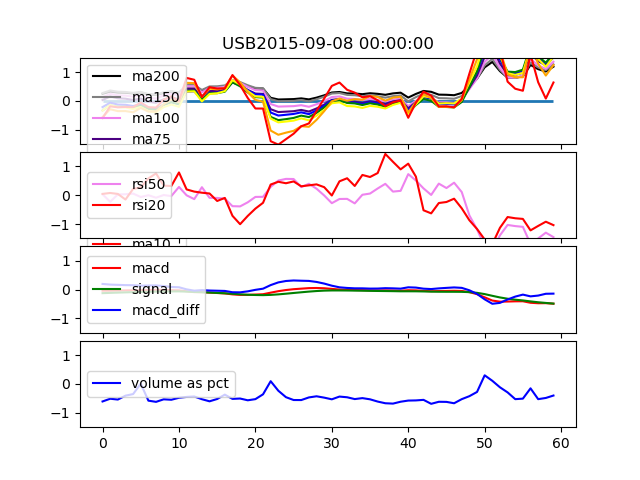 USB2015-09-08 00:00:00
1
0
−1
ma200
ma150
ma100
ma75
1
0
−1
rsi50
rsi20
ma10
1
0
−1
macd
signal
macd_diff
1
0
−1
volume as pct
0 10 20 30 40 50 60